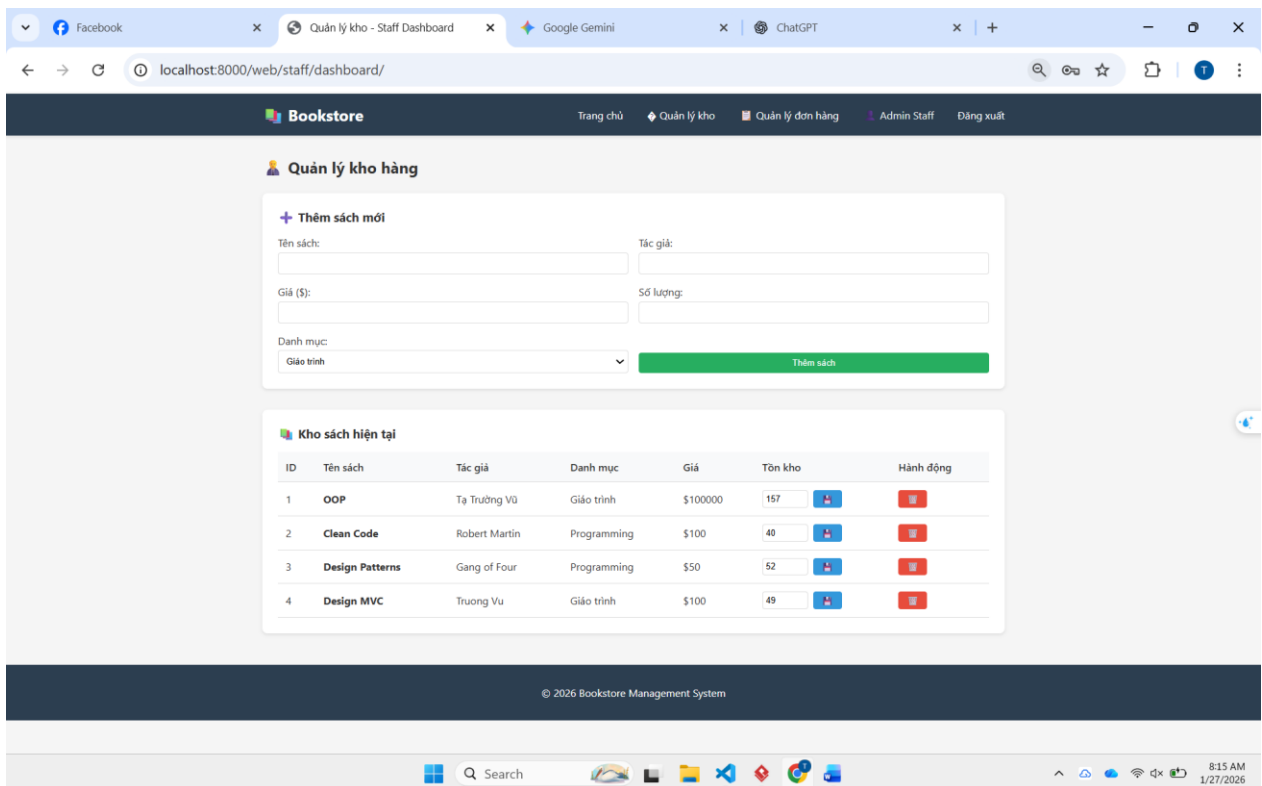 Facebook
Quản lý kho - Staff Dashboard
Google Gemini
ChatGPT
localhost:8000/web/staff/dashboard/
T
Bookstore
Trang chủ
Quản lý kho
Quản lý đơn hàng
Admin Staff
Đăng xuất
Quản lý kho hàng
Thêm sách mới
Tên sách:
Tác giả:
Giá ($):
Số lượng:
Danh mục:
Giáo trình
Thêm sách
Kho sách hiện tại
ID Tên sách Tác giả Danh mục Giá Tồn kho Hành động
1 OOP Tạ Trường Vũ Giáo trình $100000 157
2 Clean Code Robert Martin Programming $100 40
3 Design Patterns Gang of Four Programming $50 52
4 Design MVC Truong Vu Giáo trình $100 49
© 2026 Bookstore Management System
Search
8:15 AM
1/27/2026